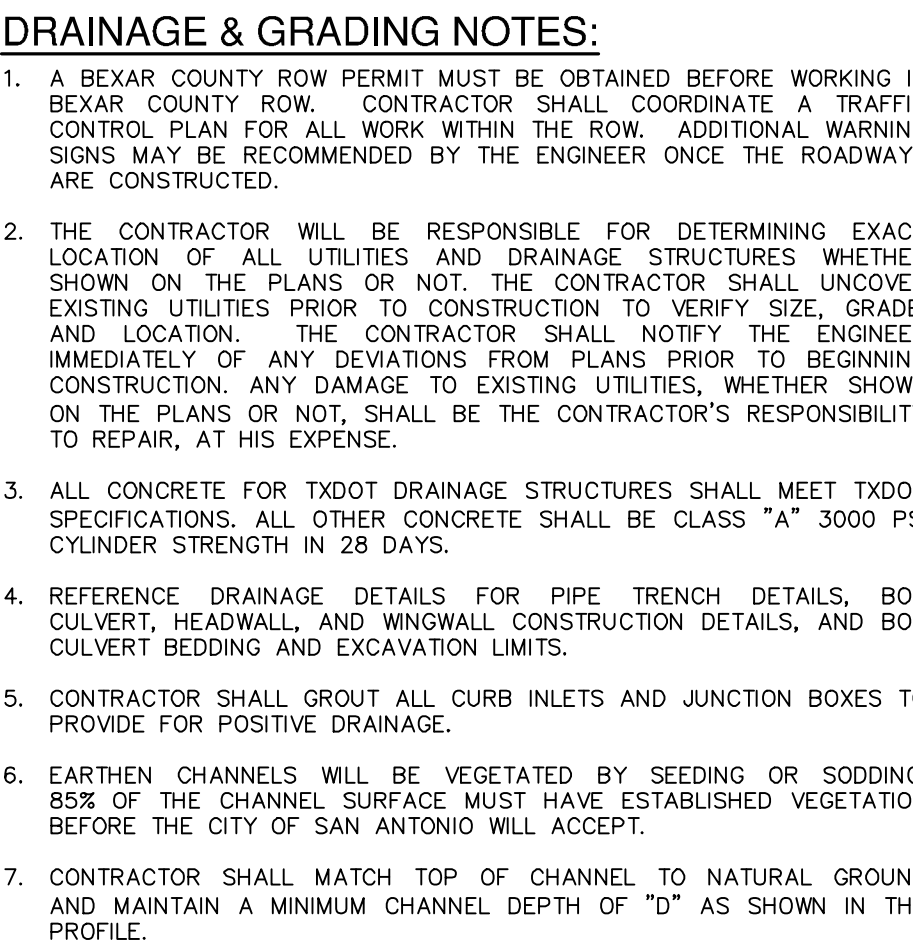 DRAINAGE & GRADING NOTES:
1. A BEXAR COUNTY ROW PERMIT MUST BE OBTAINED BEFORE WORKING I
BEXAR COUNTY ROW. CONTRACTOR SHALL COORDINATE A TRAFFI
CONTROL PLAN FOR ALL WORK WITHIN THE ROW. ADDITIONAL WARNIN
SIGNS MAY BE RECOMMENDED BY THE ENGINEER ONCE THE ROADWAY
ARE CONSTRUCTED.
2. THE CONTRACTOR WILL BE RESPONSIBLE FOR DETERMINING EXAC
LOCATION OF ALL UTILITIES AND DRAINAGE STRUCTURES WHETHE
SHOWN ON THE PLANS OR NOT. THE CONTRACTOR SHALL UNCOVE
EXISTING UTILITIES PRIOR TO CONSTRUCTION TO VERIFY SIZE, GRADE
AND LOCATION. THE CONTRACTOR SHALL NOTIFY THE ENGINEE
IMMEDIATELY OF ANY DEVIATIONS FROM PLANS PRIOR TO BEGINNIN
CONSTRUCTION. ANY DAMAGE TO EXISTING UTILITIES, WHETHER SHOW
ON THE PLANS OR NOT, SHALL BE THE CONTRACTOR'S RESPONSIBILIT
TO REPAIR, AT HIS EXPENSE.
3. ALL CONCRETE FOR TXDOT DRAINAGE STRUCTURES SHALL MEET TXDO
SPECIFICATIONS. ALL OTHER CONCRETE SHALL BE CLASS "A" 3000 PS
CYLINDER STRENGTH IN 28 DAYS.
4. REFERENCE DRAINAGE DETAILS FOR PIPE TRENCH DETAILS, BO
CULVERT, HEADWALL, AND WINGWALL CONSTRUCTION DETAILS, AND BO
CULVERT BEDDING AND EXCAVATION LIMITS.
5. CONTRACTOR SHALL GROUT ALL CURB INLETS AND JUNCTION BOXES TO
PROVIDE FOR POSITIVE DRAINAGE.
6. EARTHEN CHANNELS WILL BE VEGETATED BY SEEDING OR SODDING
85% OF THE CHANNEL SURFACE MUST HAVE ESTABLISHED VEGETATIO
BEFORE THE CITY OF SAN ANTONIO WILL ACCEPT.
7. CONTRACTOR SHALL MATCH TOP OF CHANNEL TO NATURAL GROUN
AND MAINTAIN A MINIMUM CHANNEL DEPTH OF "D" AS SHOWN IN TH
PROFILE.